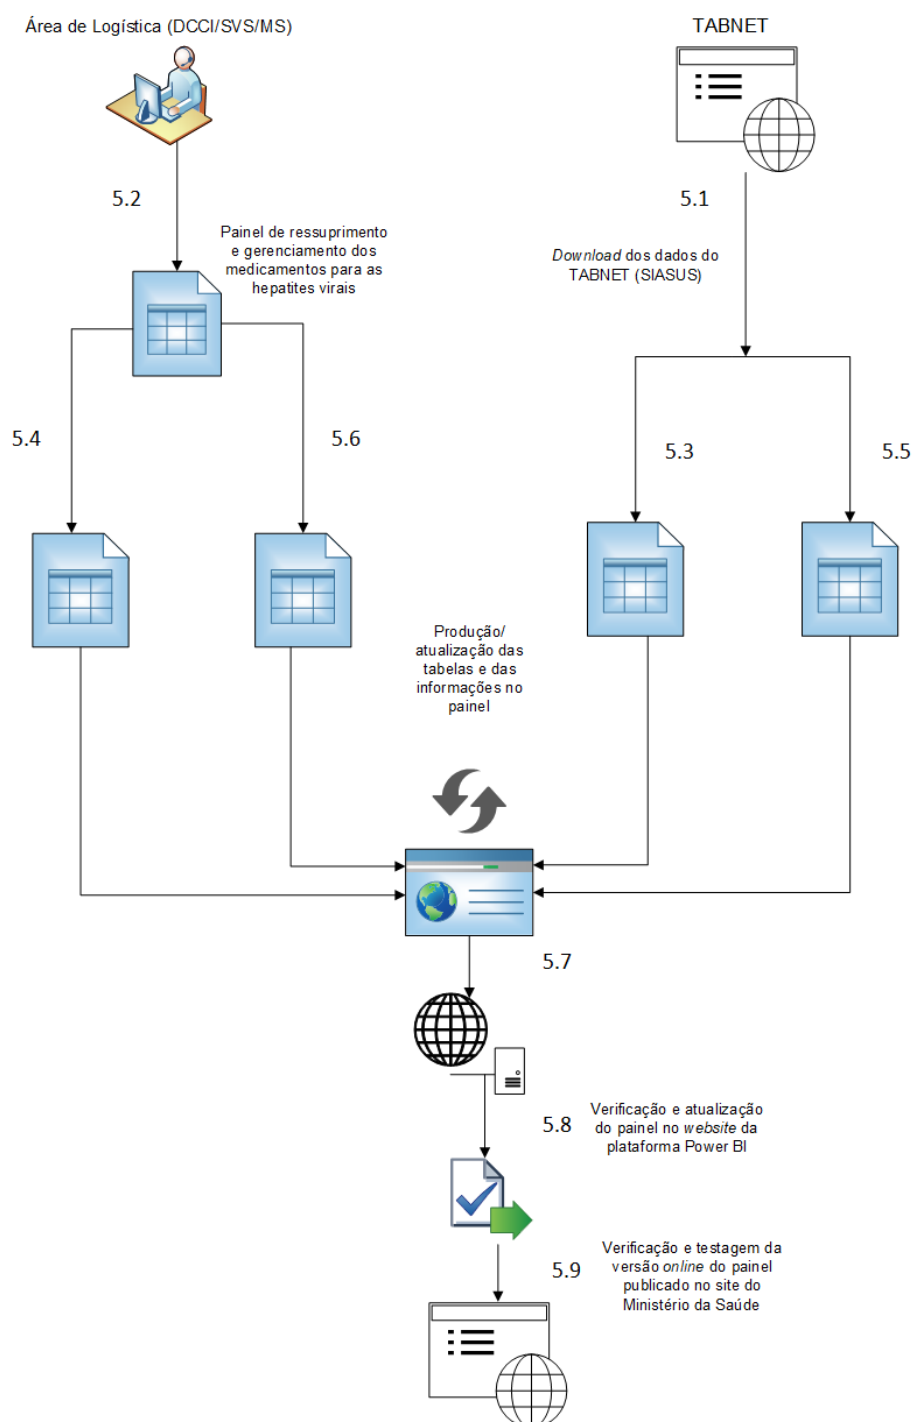 Área de Logística (DCCI/SVS/MS)
TABNET
5.2
5.1
Painel de ressuprimento
e gerenciamento dos
medicamentos para as
hepatites virais
Download dos dados do
TABNET (SIASUS)
5.4
5.6
5.3
5.5
Produção/
atualização das
tabelas e das
informações no
painel
5.7
5.8
Verificação e atualização
do painel no website da
plataforma Power BI
5.9
Verificação e testagem da
versão online do painel
publicado no site do
Ministério da Saúde